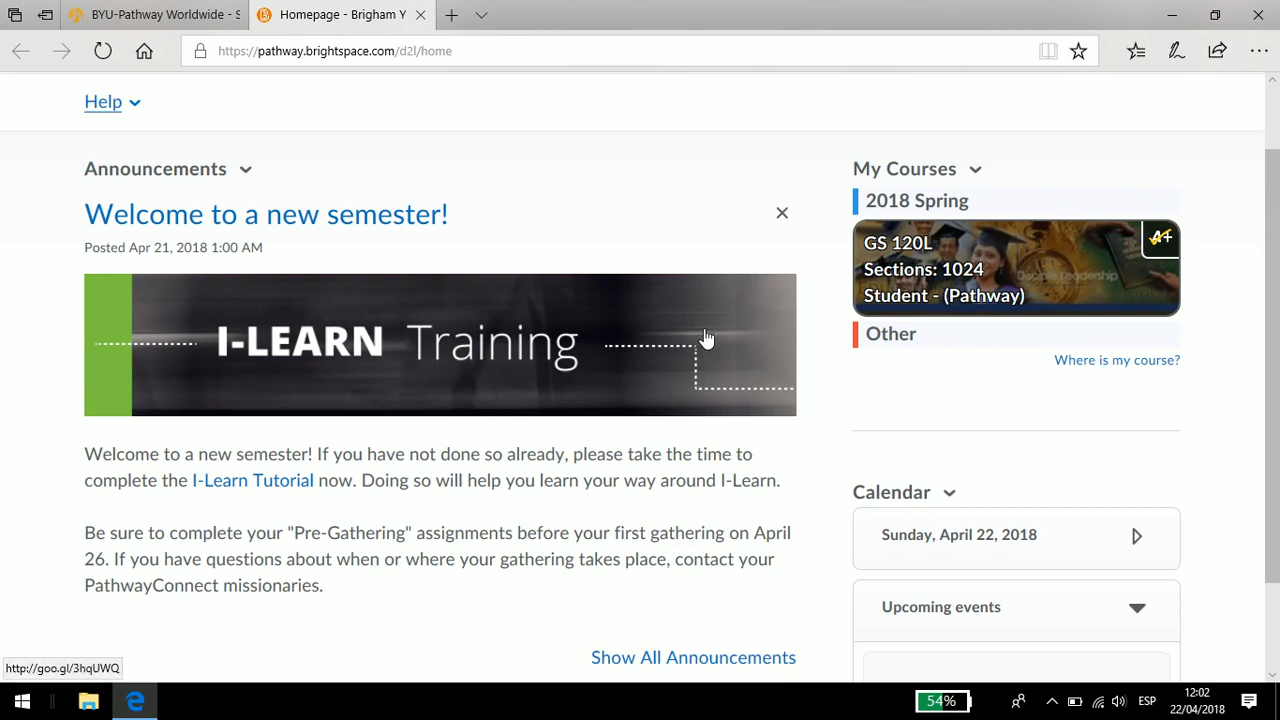 BYU-Pathway Worldwide - S
Homepage - Brigham Y
https://pathway.brightspace.com/d2l/home
Help
Announcements
Welcome to a new semester!
Posted Apr 21, 2018 1:00 AM
I-LEARN Training
Welcome to a new semester! If you have not done so already, please take the time to
complete the I-Learn Tutorial now. Doing so will help you learn your way around I-Learn.
Be sure to complete your "Pre-Gathering" assignments before your first gathering on April
26. If you have questions about when or where your gathering takes place, contact your
PathwayConnect missionaries.
Show All Announcements
My Courses
2018 Spring
GS 120L
A+
Sections: 1024
Disciple Leadership
Student - (Pathway)
Other
Where is my course?
Calendar
Sunday, April 22, 2018
Upcoming events
http://goo.gl/3hqUWQ
54%
ESP
12:02
22/04/2018